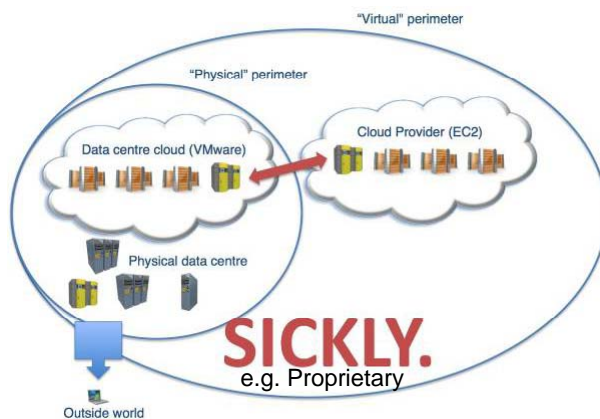 “Virtual” perimeter
“Physical” perimeter
Data centre cloud (VMware)
Cloud Provider (EC2)
Physical data centre
SICKLY.
e.g. Proprietary
Outside world